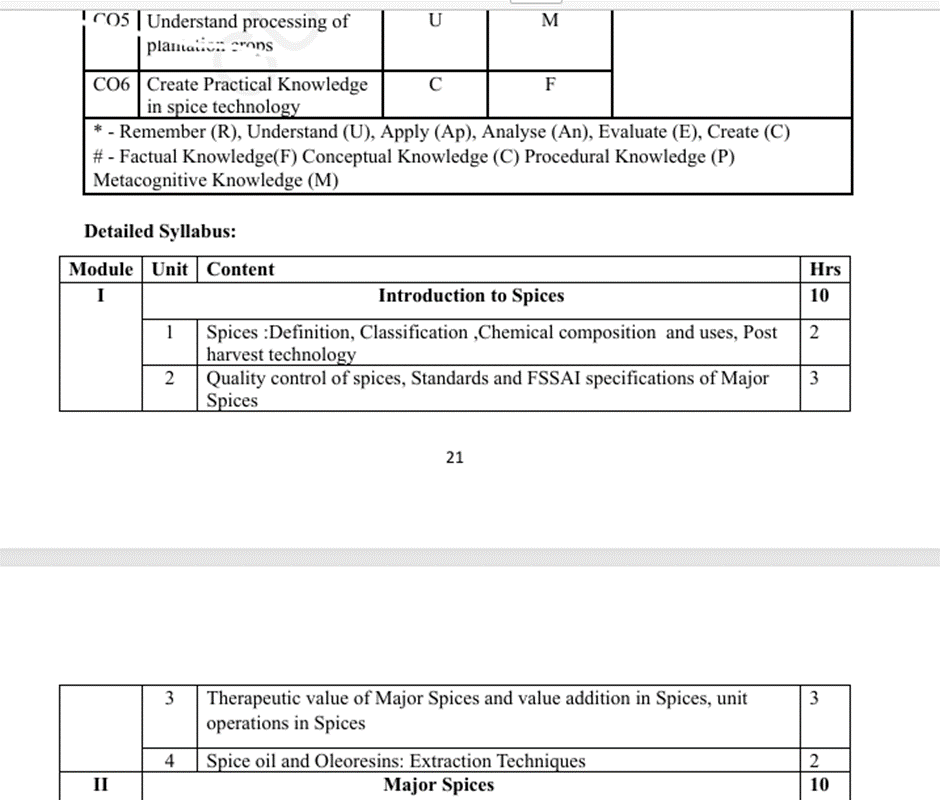 CO5 Understand processing of U M
plantation crops
CO6 Create Practical Knowledge C F
in spice technology
* - Remember (R), Understand (U), Apply (Ap), Analyse (An), Evaluate (E), Create (C)
# - Factual Knowledge(F) Conceptual Knowledge (C) Procedural Knowledge (P)
Metacognitive Knowledge (M)
Detailed Syllabus:
Module Unit Content Hrs
I Introduction to Spices 10
1 Spices :Definition, Classification ,Chemical composition and uses, Post 2
harvest technology
2 Quality control of spices, Standards and FSSAI specifications of Major 3
Spices
21
3 Therapeutic value of Major Spices and value addition in Spices, unit 3
operations in Spices
4 Spice oil and Oleoresins: Extraction Techniques 2
II Major Spices 10